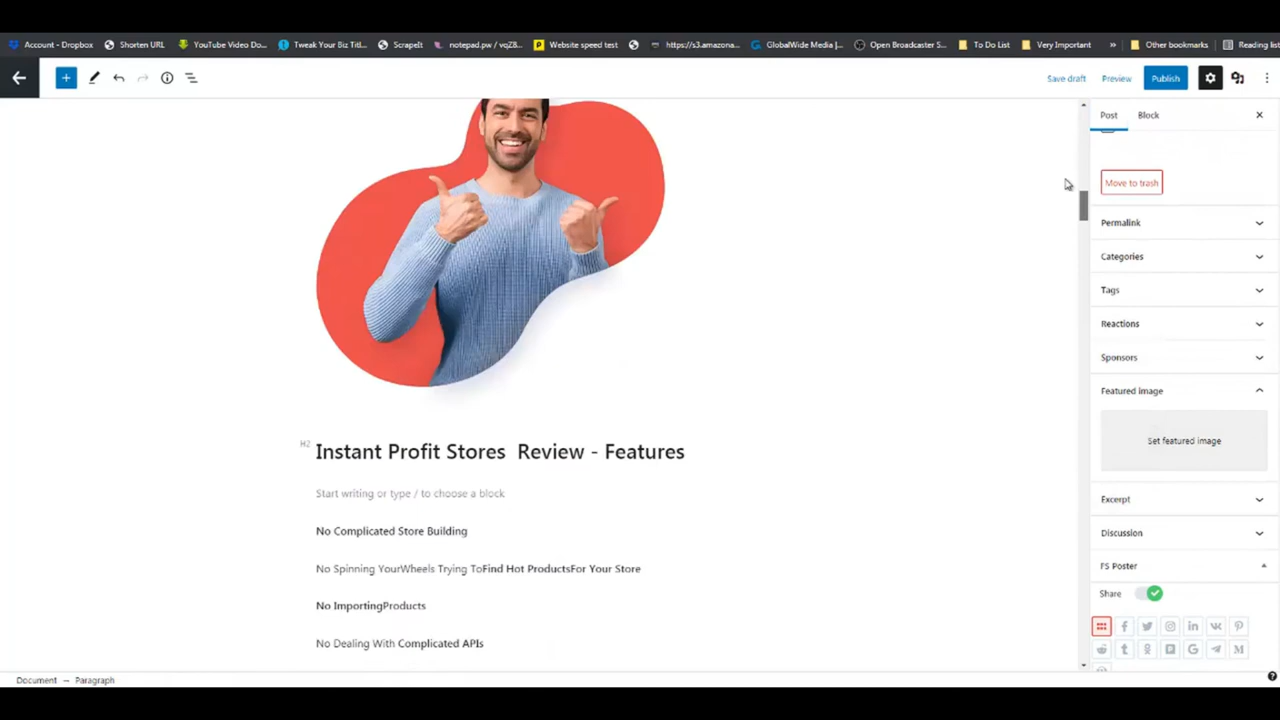 Account - Dropbox Shorten URL YouTube Video Do... Tweak Your Biz Titl... ScrapeIt notepad.pw / vqZ8... Website speed test https://s3.amazona... GlobalWide Media |... Open Broadcaster S... To Do List Very Important » Other bookmarks Reading list
Save draft Preview Publish
Post Block
Move to trash
Permalink
Categories
Tags
Reactions
Sponsors
Featured image
Set featured image
Excerpt
Discussion
FS Poster
Share
H2 Instant Profit Stores  Review - Features
Start writing or type / to choose a block
No Complicated Store Building
No Spinning YourWheels Trying ToFind Hot ProductsFor Your Store
No ImportingProducts
No Dealing With Complicated APIs
Document → Paragraph